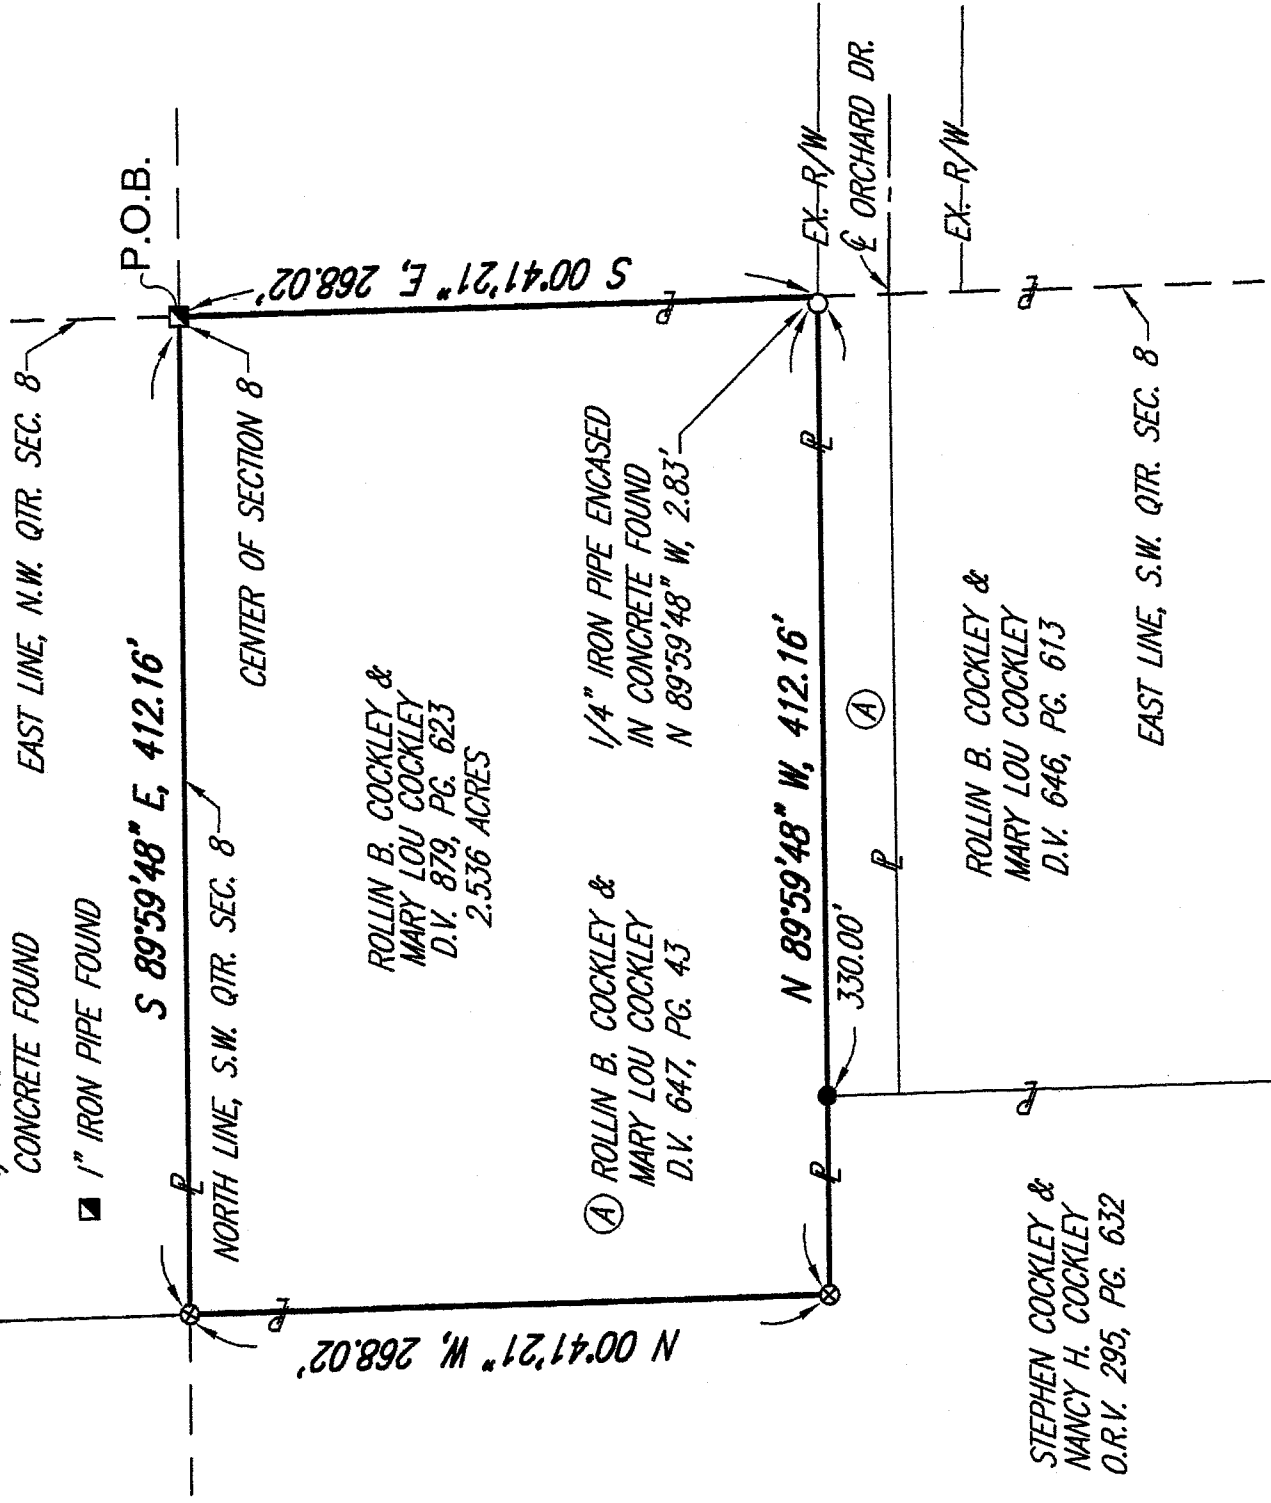 CONCRETE FOUND
1" IRON PIPE FOUND
EAST LINE, N.W. QTR. SEC. 8
P.O.B.
S 89°59'48" E, 412.16'
NORTH LINE, S.W. QTR. SEC. 8
CENTER OF SECTION 8
S 00°41'21" E, 268.02'
N 00°41'21" W, 268.02'
ROLLIN B. COCKLEY &
MARY LOU COCKLEY
D.V. 879, PG. 623
2.536 ACRES
Ⓐ ROLLIN B. COCKLEY &
MARY LOU COCKLEY
D.V. 647, PG. 43
1/4" IRON PIPE ENCASED
IN CONCRETE FOUND
N 89°59'48" W, 2.83'
N 89°59'48" W, 412.16'
330.00'
Ⓐ
EX. R/W
℄ ORCHARD DR.
EX. R/W
ROLLIN B. COCKLEY &
MARY LOU COCKLEY
D.V. 646, PG. 613
EAST LINE, S.W. QTR. SEC. 8
STEPHEN COCKLEY &
NANCY H. COCKLEY
O.R.V. 295, PG. 632